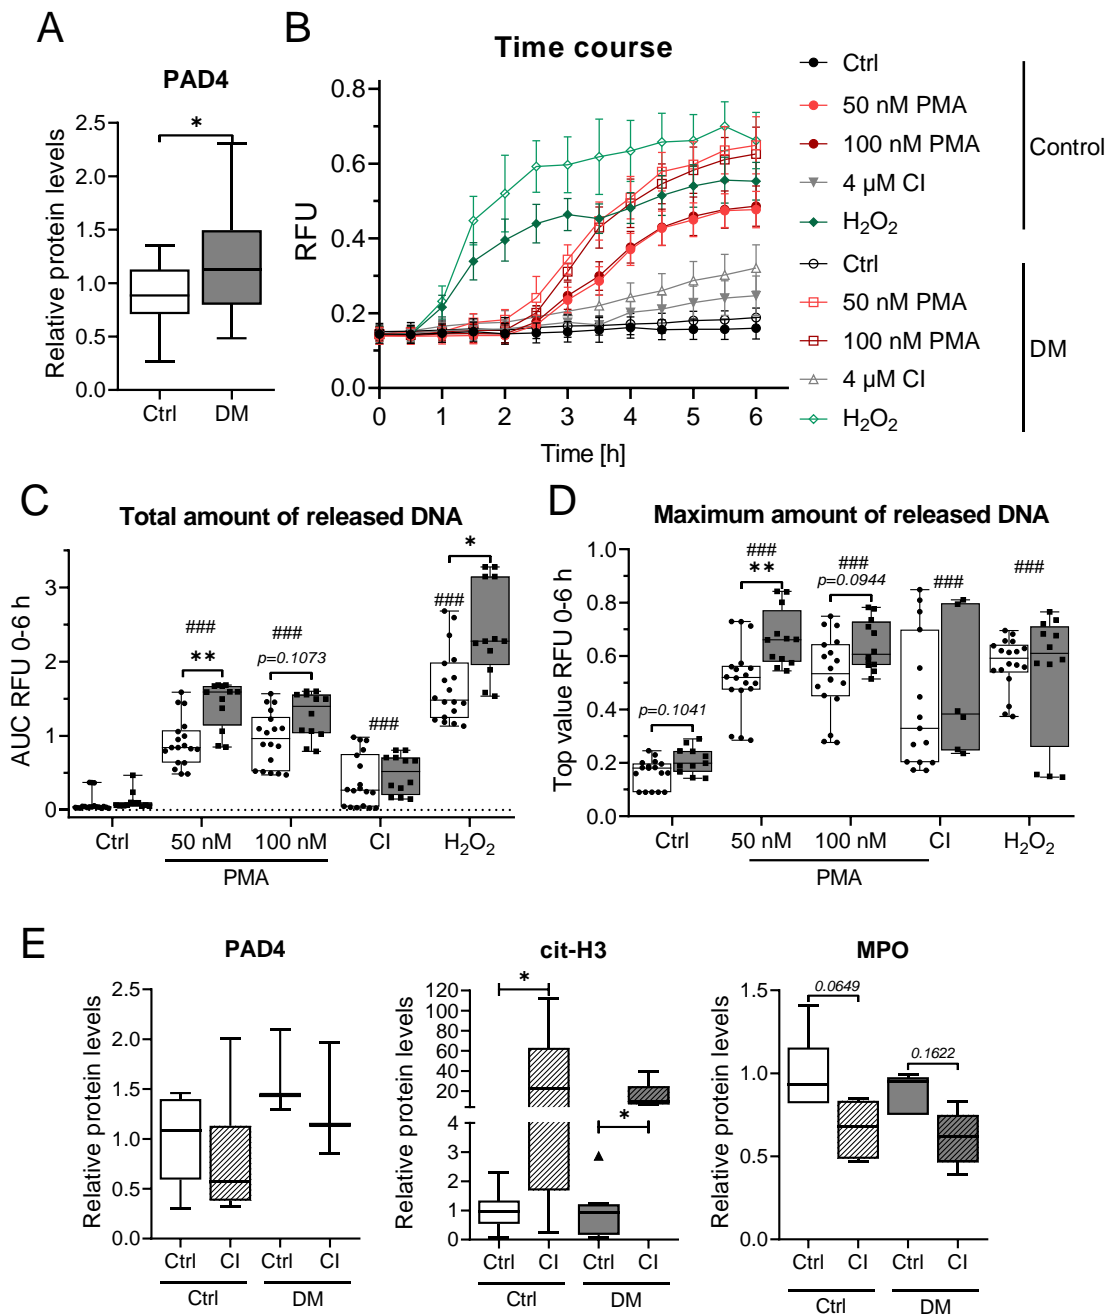 A
PAD4
Relative protein levels
2.5
2.0
1.5
1.0
0.5
0.0
*
Ctrl DM
B
Time course
RFU
0.8
0.6
0.4
0.2
0.0
0 1 2 3 4 5 6
Time [h]
Ctrl
50 nM PMA
100 nM PMA
4 µM CI
H₂O₂
Control
Ctrl
50 nM PMA
100 nM PMA
4 µM CI
H₂O₂
DM
C
Total amount of released DNA
AUC RFU 0-6 h
3
2
1
0
###
**
###
p=0.1073
###
###
*
Ctrl 50 nM 100 nM CI H₂O₂
PMA
D
Maximum amount of released DNA
Top value RFU 0-6 h
1.0
0.8
0.6
0.4
0.2
0.0
p=0.1041
###
**
###
p=0.0944
###
###
Ctrl 50 nM 100 nM CI H₂O₂
PMA
E
PAD4
Relative protein levels
2.5
2.0
1.5
1.0
0.5
0.0
Ctrl CI Ctrl CI
Ctrl DM
cit-H3
Relative protein levels
120
100
80
60
40
20
4
3
2
1
0
*
*
Ctrl CI Ctrl CI
Ctrl DM
MPO
Relative protein levels
1.5
1.0
0.5
0.0
0.0649
0.1622
Ctrl CI Ctrl CI
Ctrl DM